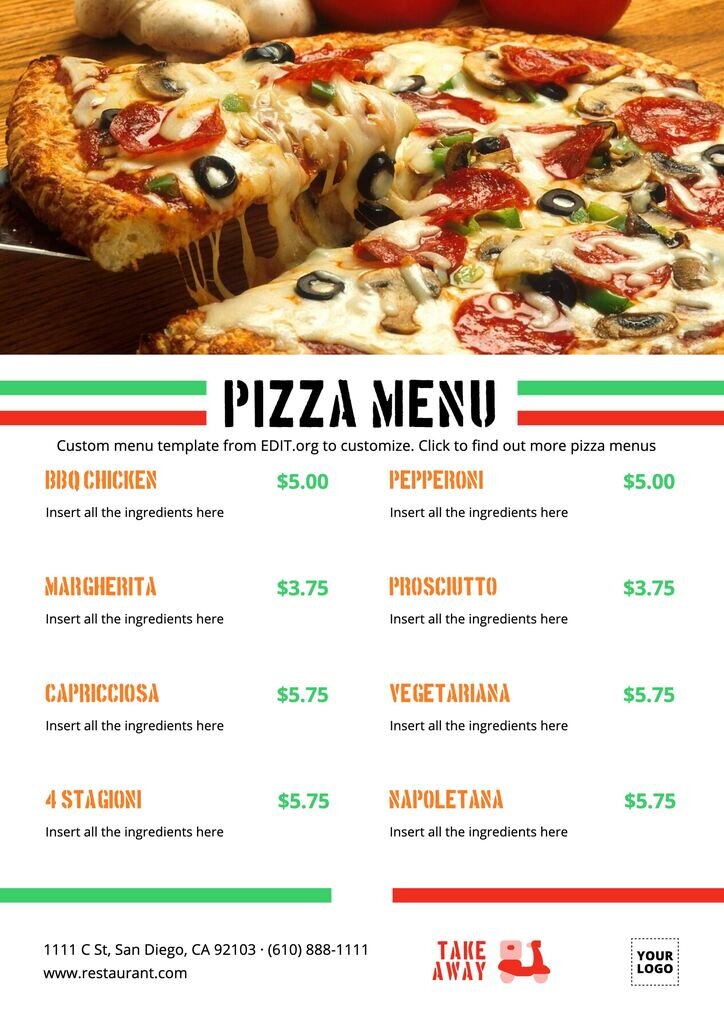 PIZZA MENU
Custom menu template from EDIT.org to customize. Click to find out more pizza menus
BBQ CHICKEN $5.00
Insert all the ingredients here
PEPPERONI $5.00
Insert all the ingredients here
MARGHERITA $3.75
Insert all the ingredients here
PROSCIUTTO $3.75
Insert all the ingredients here
CAPRICCIOSA $5.75
Insert all the ingredients here
VEGETARIANA $5.75
Insert all the ingredients here
4 STAGIONI $5.75
Insert all the ingredients here
NAPOLETANA $5.75
Insert all the ingredients here
1111 C St, San Diego, CA 92103 · (610) 888-1111
www.restaurant.com
TAKE
AWAY
YOUR
LOGO